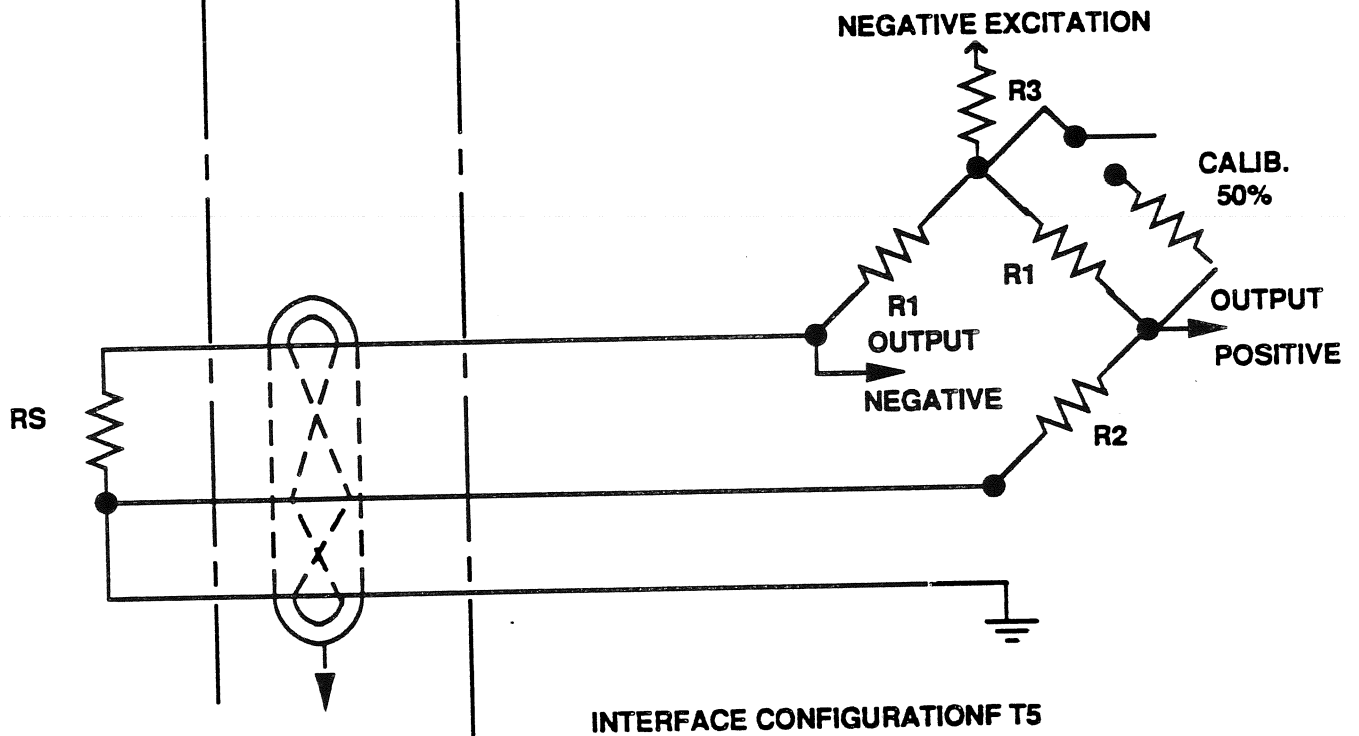 NEGATIVE EXCITATION
R3
CALIB.
50%
R1
R1
OUTPUT
NEGATIVE
OUTPUT
POSITIVE
RS
R2
INTERFACE CONFIGURATIONF T5